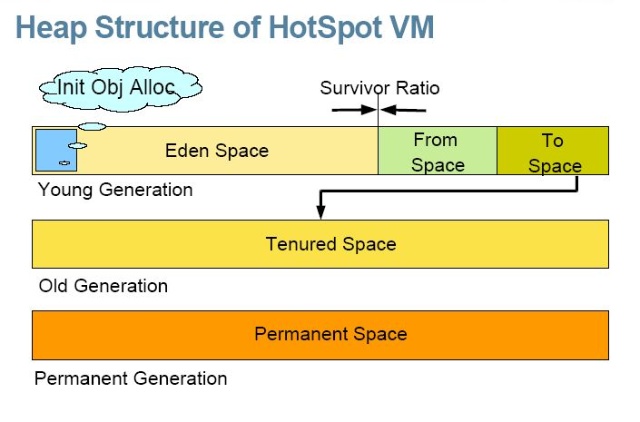 Heap Structure of HotSpot VM
Init Obj Alloc
Survivor Ratio
Eden Space
From
Space
To
Space
Young Generation
Tenured Space
Old Generation
Permanent Space
Permanent Generation